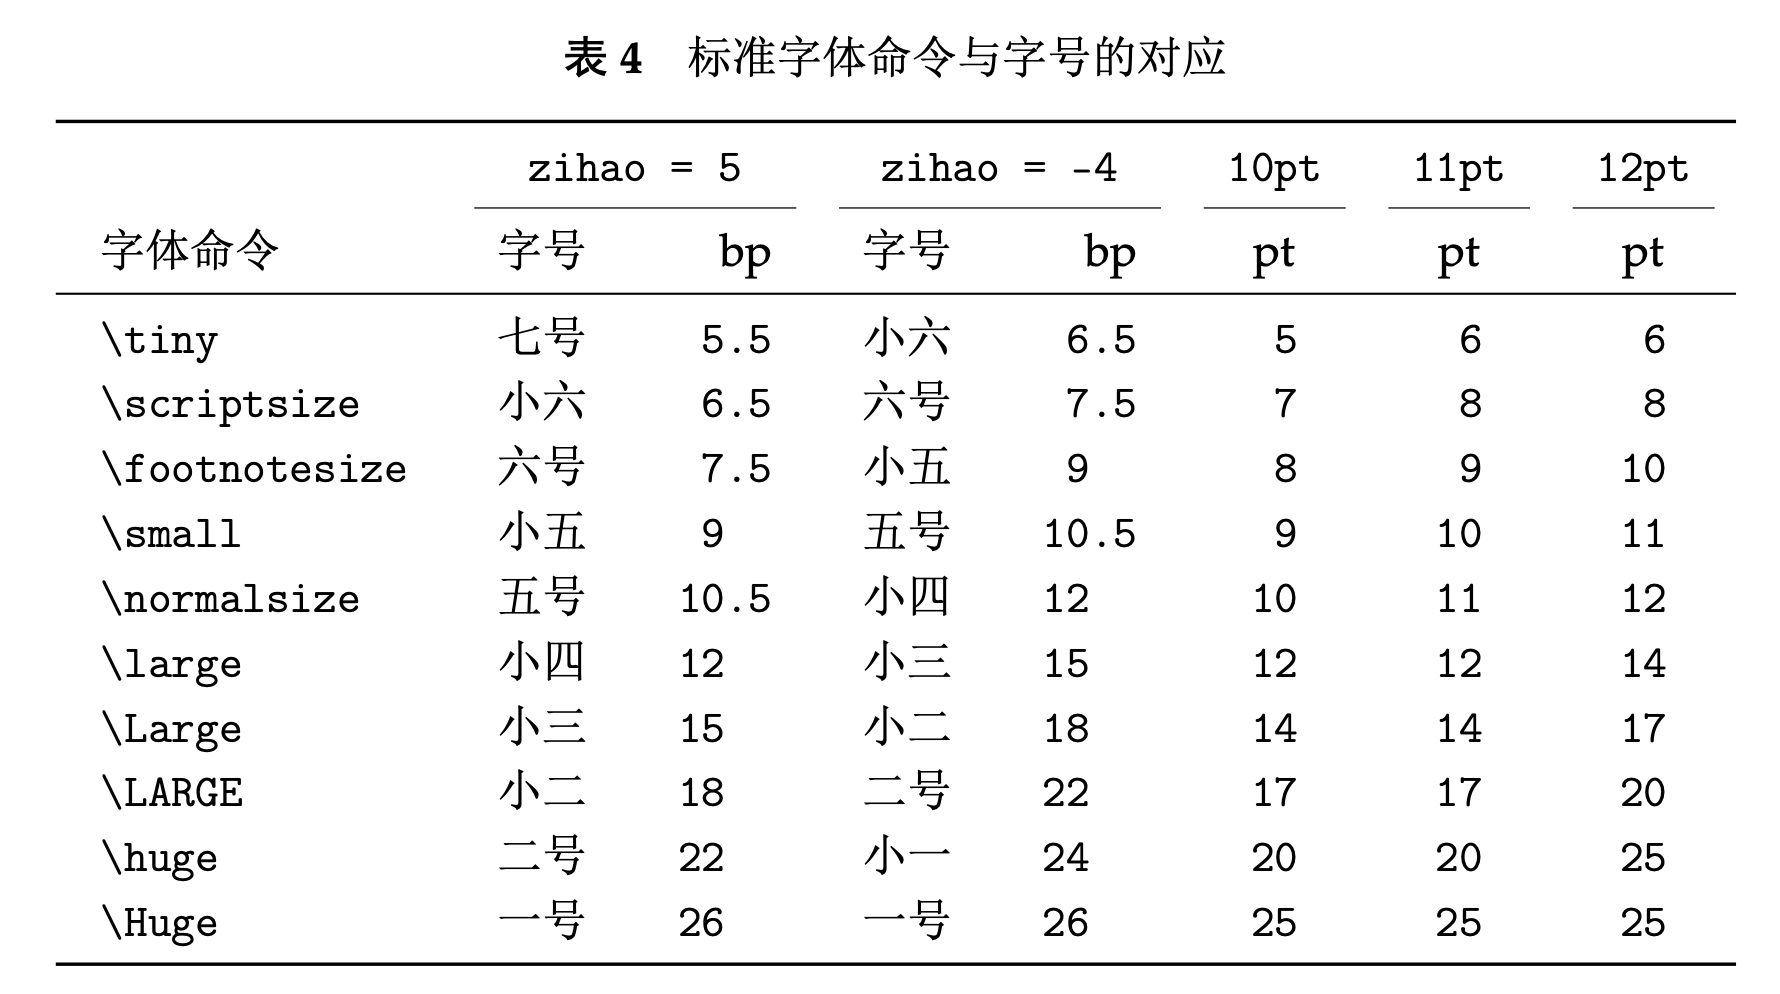 表 4 标准字体命令与字号的对应
zihao = 5 zihao = -4 10pt 11pt 12pt
字体命令 字号 bp 字号 bp pt pt pt
\tiny 七号 5.5 小六 6.5 5 6 6
\scriptsize 小六 6.5 六号 7.5 7 8 8
\footnotesize 六号 7.5 小五 9 8 9 10
\small 小五 9 五号 10.5 9 10 11
\normalsize 五号 10.5 小四 12 10 11 12
\large 小四 12 小三 15 12 12 14
\Large 小三 15 小二 18 14 14 17
\LARGE 小二 18 二号 22 17 17 20
\huge 二号 22 小一 24 20 20 25
\Huge 一号 26 一号 26 25 25 25